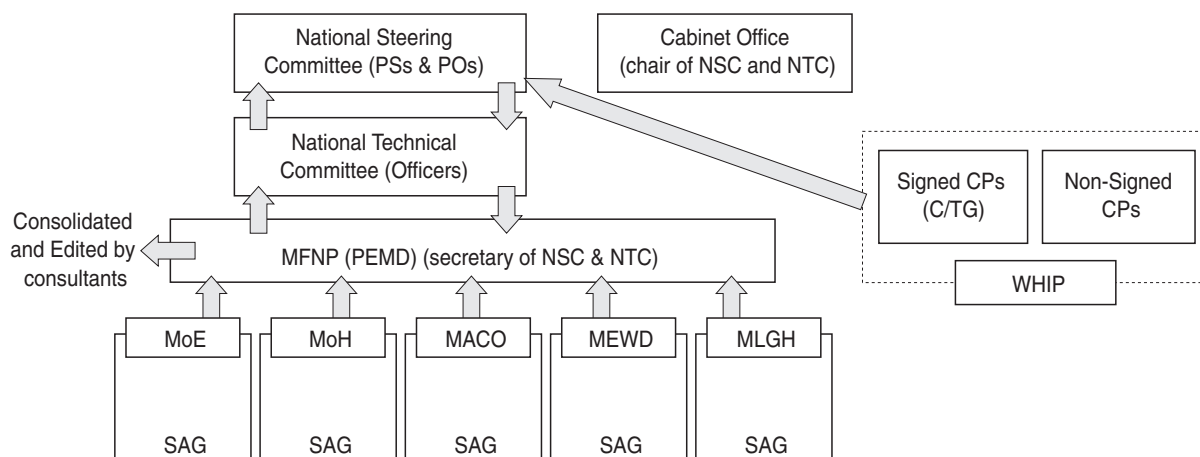 National Steering
Committee (PSs & POs)
Cabinet Office
(chair of NSC and NTC)
National Technical
Committee (Officers)
Signed CPs
(C/TG)
Non-Signed
CPs
Consolidated
and Edited by
consultants
MFNP (PEMD) (secretary of NSC & NTC)
WHIP
MoE
MoH
MACO
MEWD
MLGH
SAG
SAG
SAG
SAG
SAG